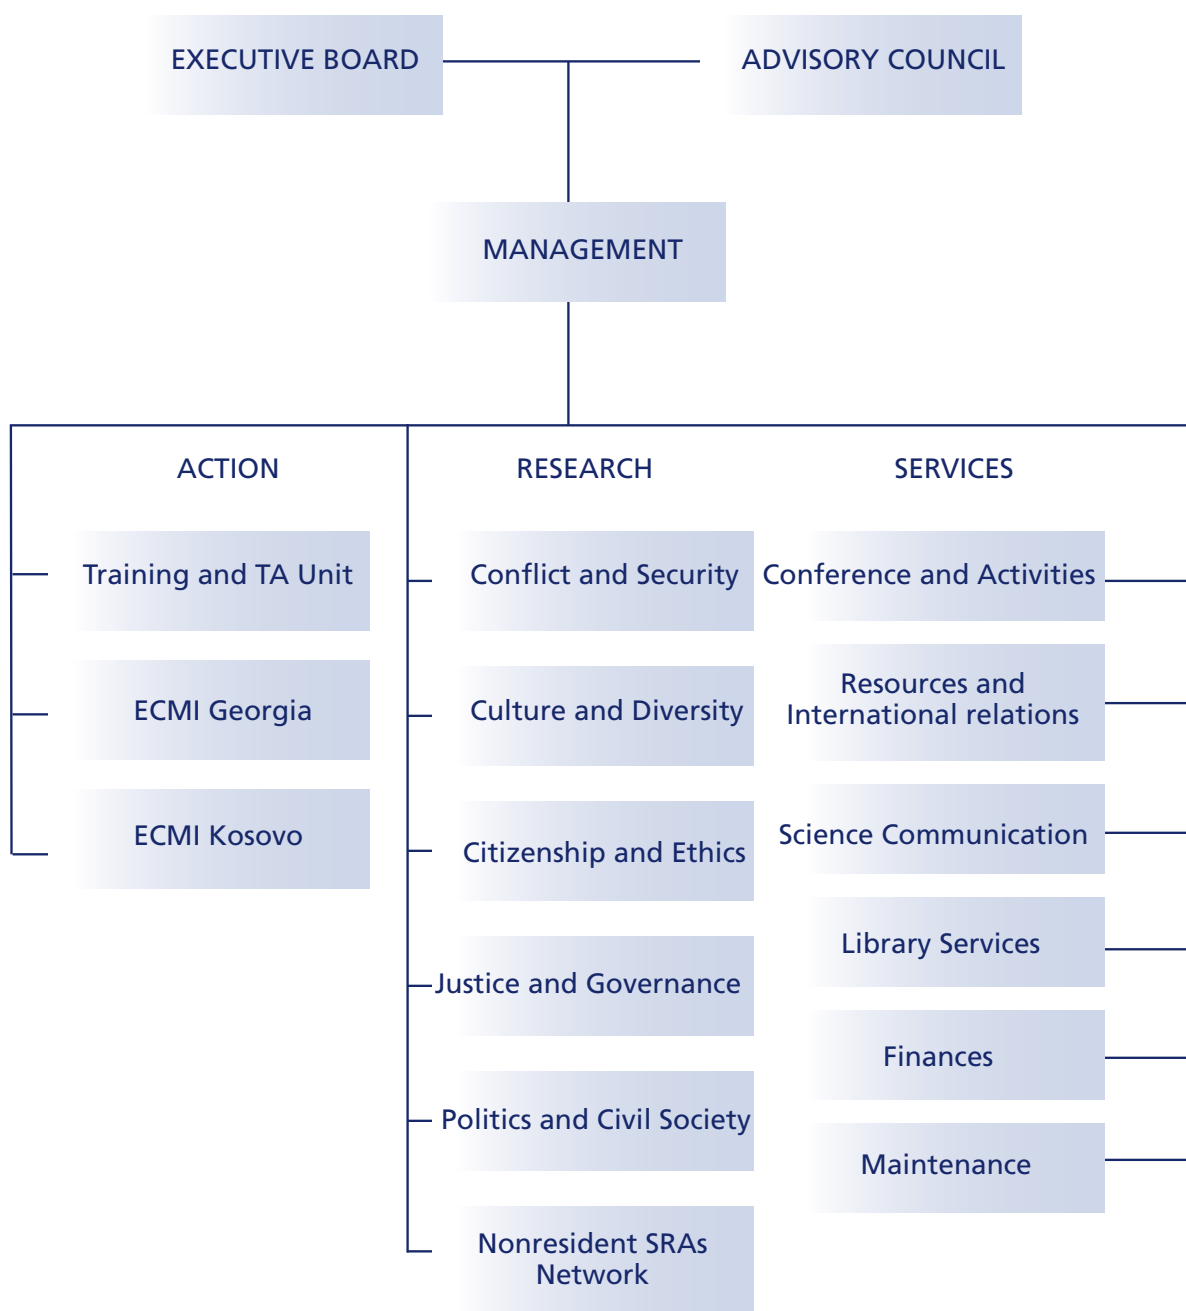 EXECUTIVE BOARD
ADVISORY COUNCIL
MANAGEMENT
ACTION
Training and TA Unit
ECMI Georgia
ECMI Kosovo
RESEARCH
Conflict and Security
Culture and Diversity
Citizenship and Ethics
Justice and Governance
Politics and Civil Society
Nonresident SRAs
Network
SERVICES
Conference and Activities
Resources and
International relations
Science Communication
Library Services
Finances
Maintenance